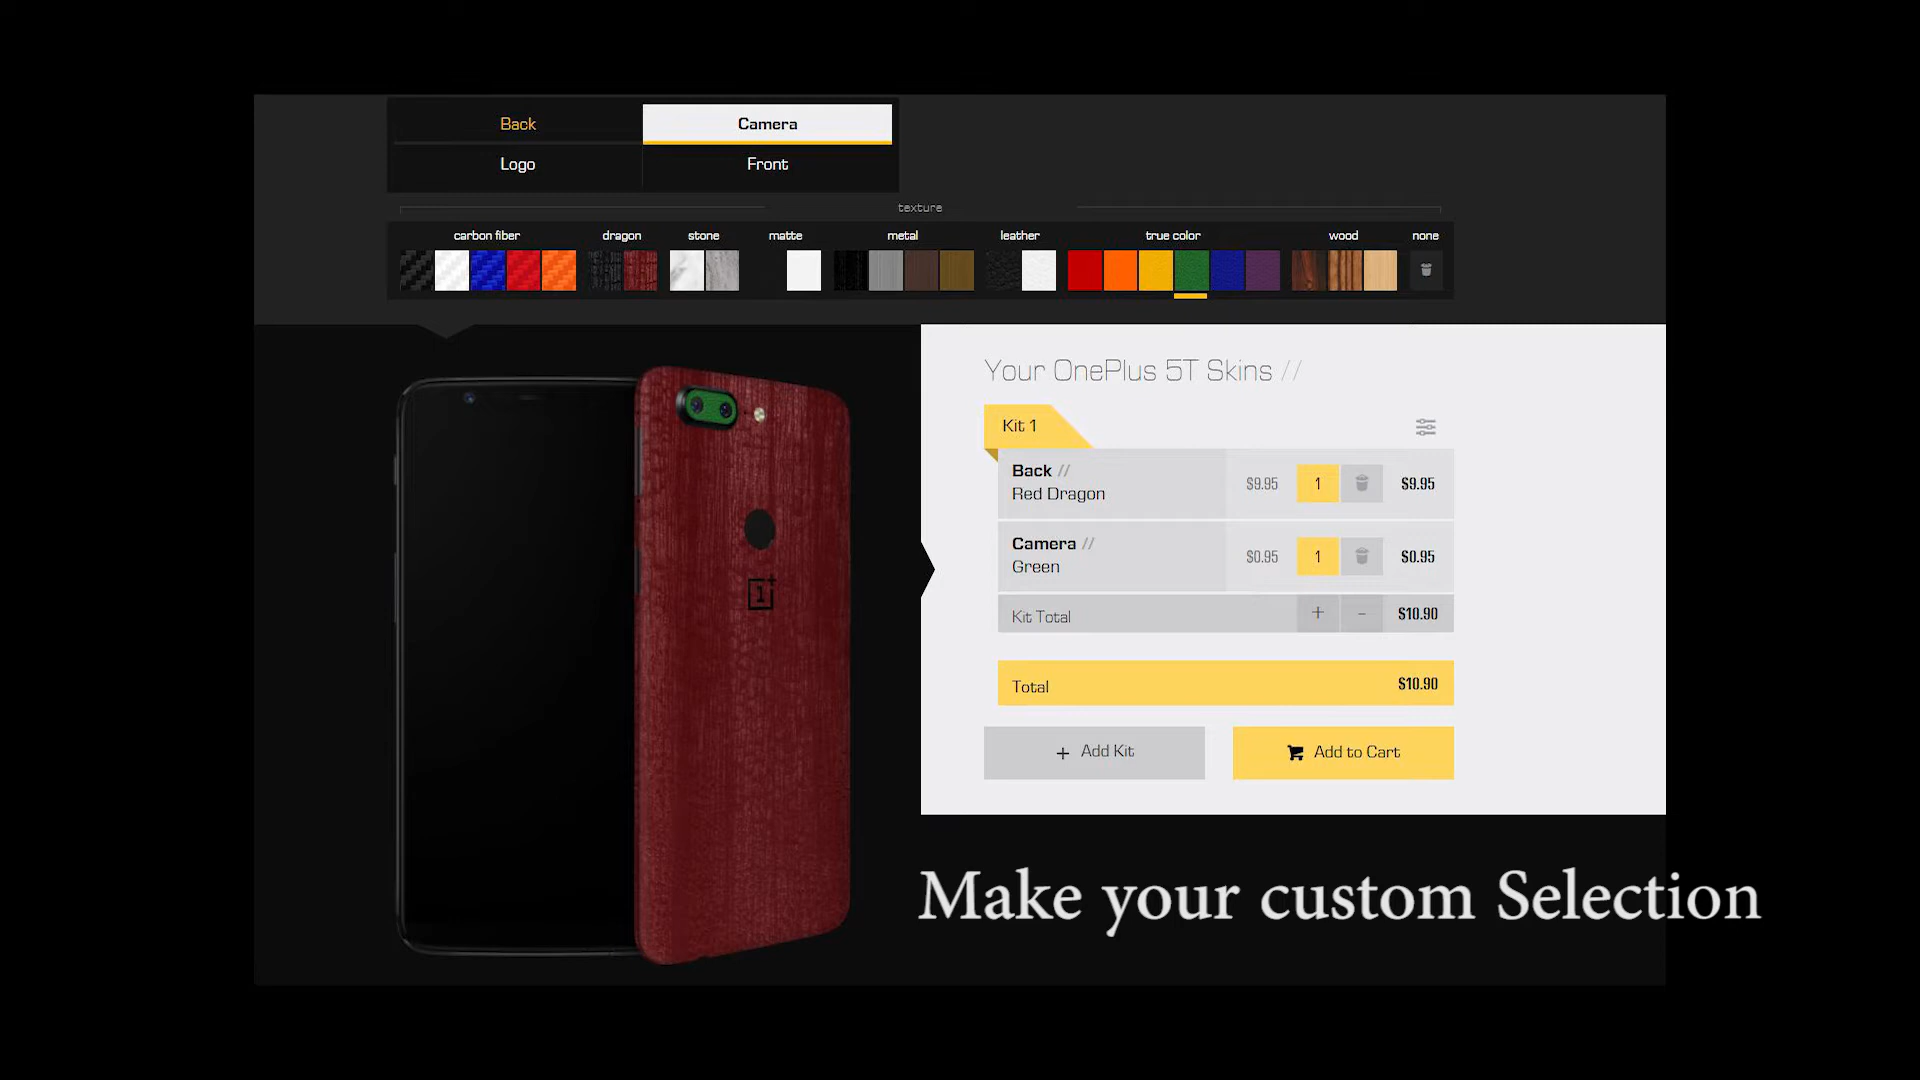 Back
Camera
Logo
Front
texture
carbon fiber
dragon
stone
matte
metal
leather
true color
wood
none
Your OnePlus 5T Skins //
Kit 1
Back //
Red Dragon
$9.95
1
$9.95
Camera //
Green
$0.95
1
$0.95
Kit Total
+
-
$10.90
Total
$10.90
+ Add Kit
Add to Cart
Make your custom Selection